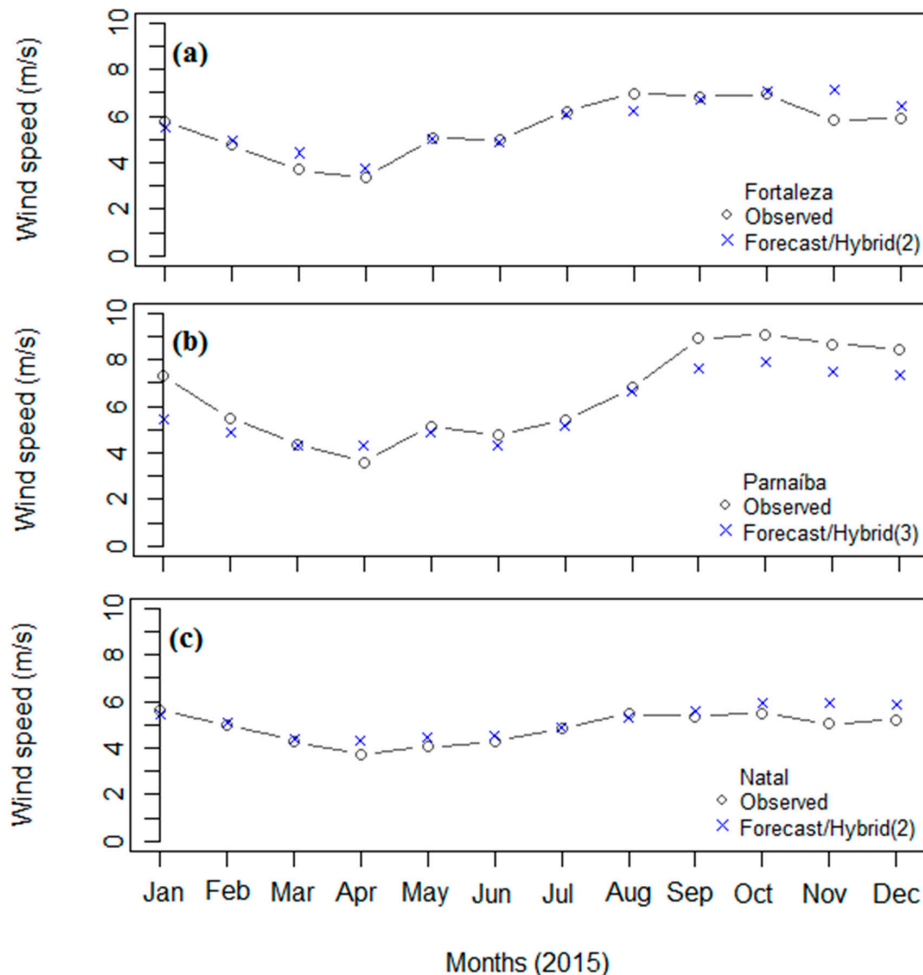 Wind speed (m/s)
10
8
6
4
2
0
(a)
Fortaleza
Observed
Forecast/Hybrid(2)
Wind speed (m/s)
10
8
6
4
2
0
(b)
Parnaíba
Observed
Forecast/Hybrid(3)
Wind speed (m/s)
10
8
6
4
2
0
(c)
Natal
Observed
Forecast/Hybrid(2)
Jan Feb Mar Apr May Jun Jul Aug Sep Oct Nov Dec
Months (2015)